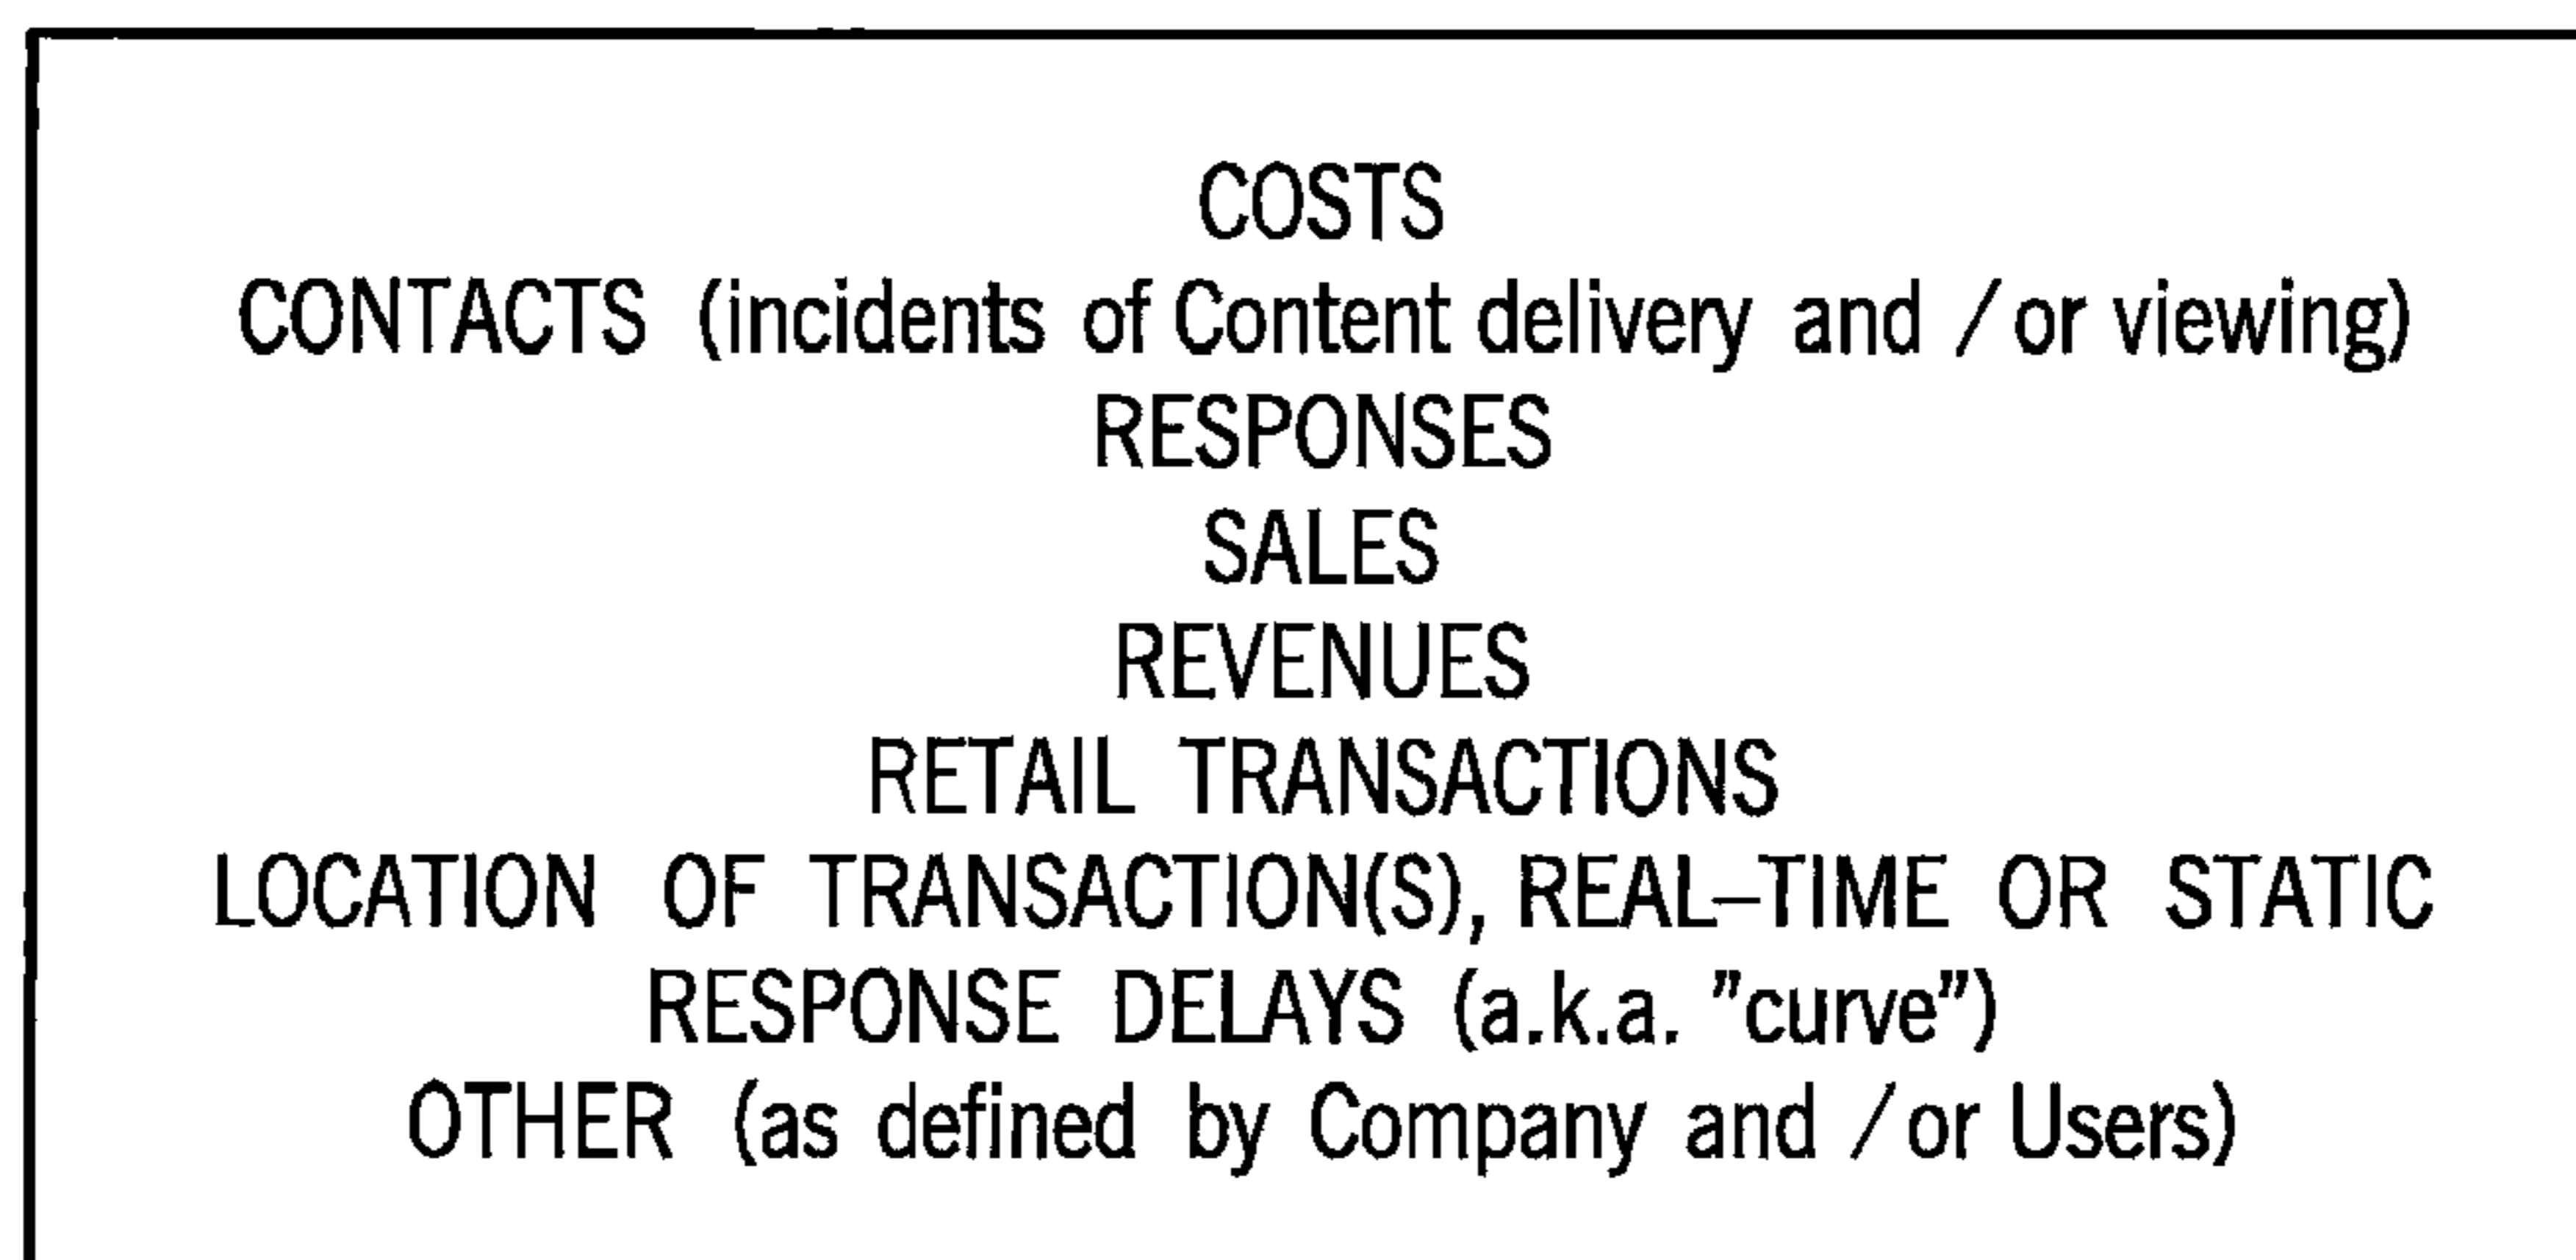 COSTS
CONTACTS (incidents of Content delivery and / or viewing)
RESPONSES
SALES
REVENUES
RETAIL TRANSACTIONS
LOCATION OF TRANSACTION(S), REAL–TIME OR STATIC
RESPONSE DELAYS (a.k.a. ”curve”)
OTHER (as defined by Company and / or Users)